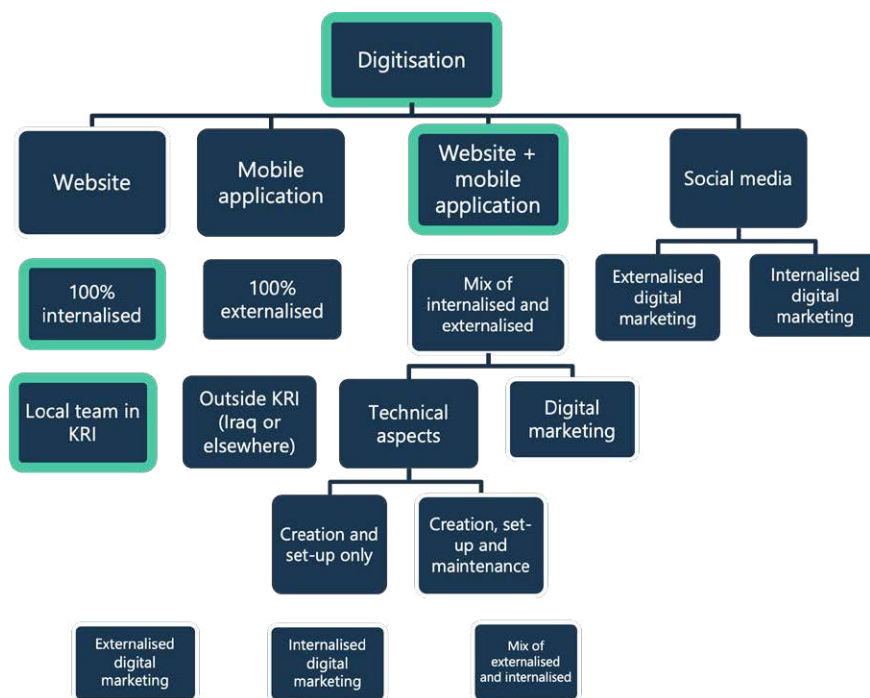 Digitisation
Website
Mobile
application
Website +
mobile
application
Social media
100%
internalised
100%
externalised
Mix of
internalised and
externalised
Externalised
digital
marketing
Internalised
digital
marketing
Local team in
KRI
Outside KRI
(Iraq or
elsewhere)
Technical
aspects
Digital
marketing
Creation and
set-up only
Creation, set-
up and
maintenance
Externalised
digital
marketing
Internalised
digital
marketing
Mix of
externalised
and internalised